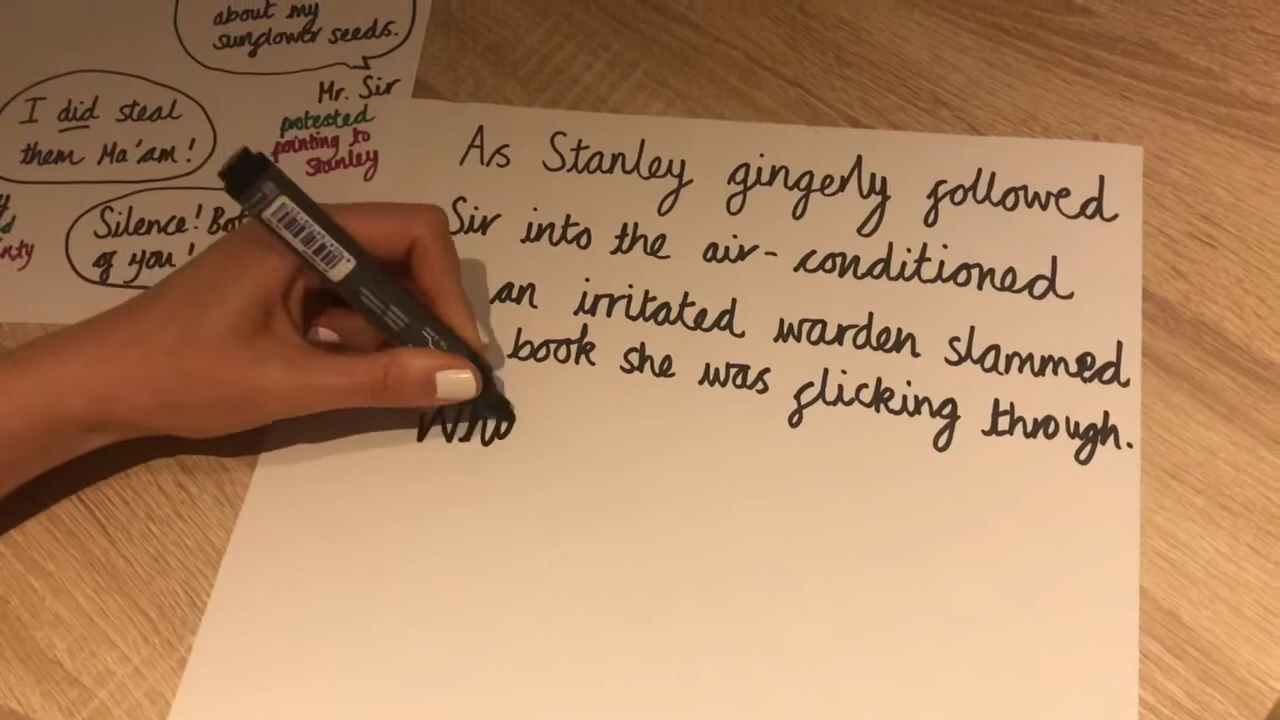 about my
sunflower seeds.
Mr. Sir
protested
pointing to
Stanley
I did steal
them Ma'am!
Silence!
of you!
As Stanley gingerly followed
Sir into the air-conditioned
an irritated warden slammed
book she was flicking through.
Who